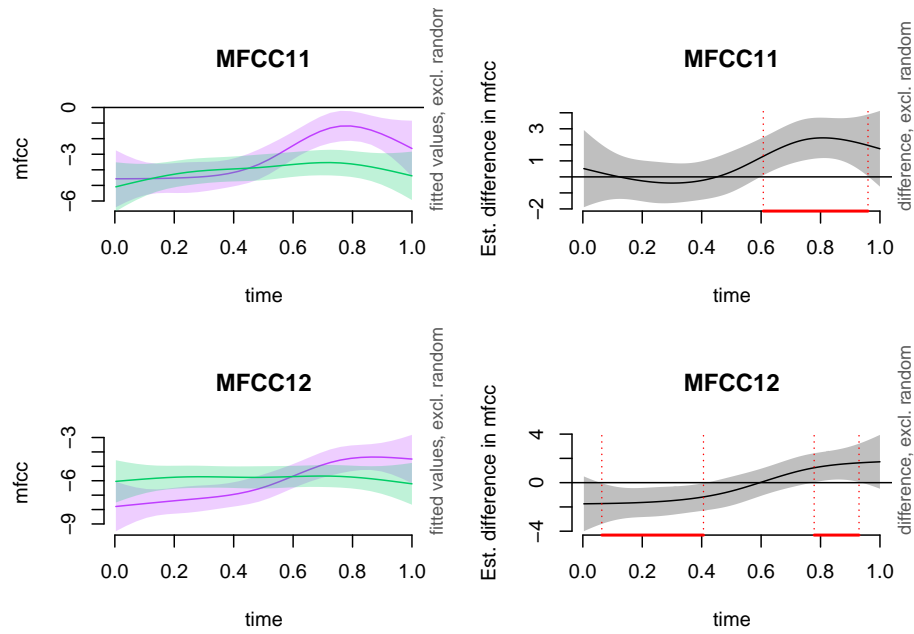 MFCC11
0
−3
−6
mfcc
0.0 0.2 0.4 0.6 0.8 1.0
time
fitted values, excl. random
MFCC11
3
1
−2
Est. difference in mfcc
0.0 0.2 0.4 0.6 0.8 1.0
time
difference, excl. random
MFCC12
−3
−6
−9
mfcc
0.0 0.2 0.4 0.6 0.8 1.0
time
fitted values, excl. random
MFCC12
4
2
0
−4
Est. difference in mfcc
0.0 0.2 0.4 0.6 0.8 1.0
time
difference, excl. random